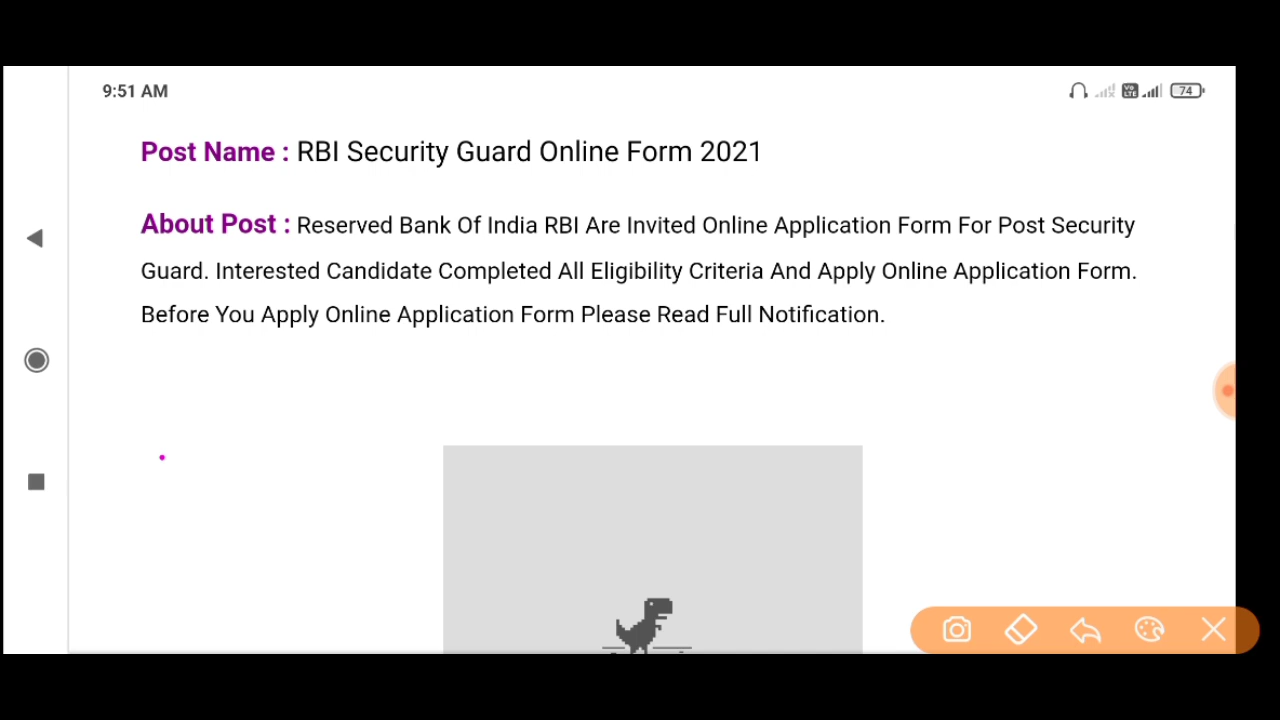 9:51 AM
Vo LTE
74
Post Name : RBI Security Guard Online Form 2021
About Post : Reserved Bank Of India RBI Are Invited Online Application Form For Post Security
Guard. Interested Candidate Completed All Eligibility Criteria And Apply Online Application Form.
Before You Apply Online Application Form Please Read Full Notification.